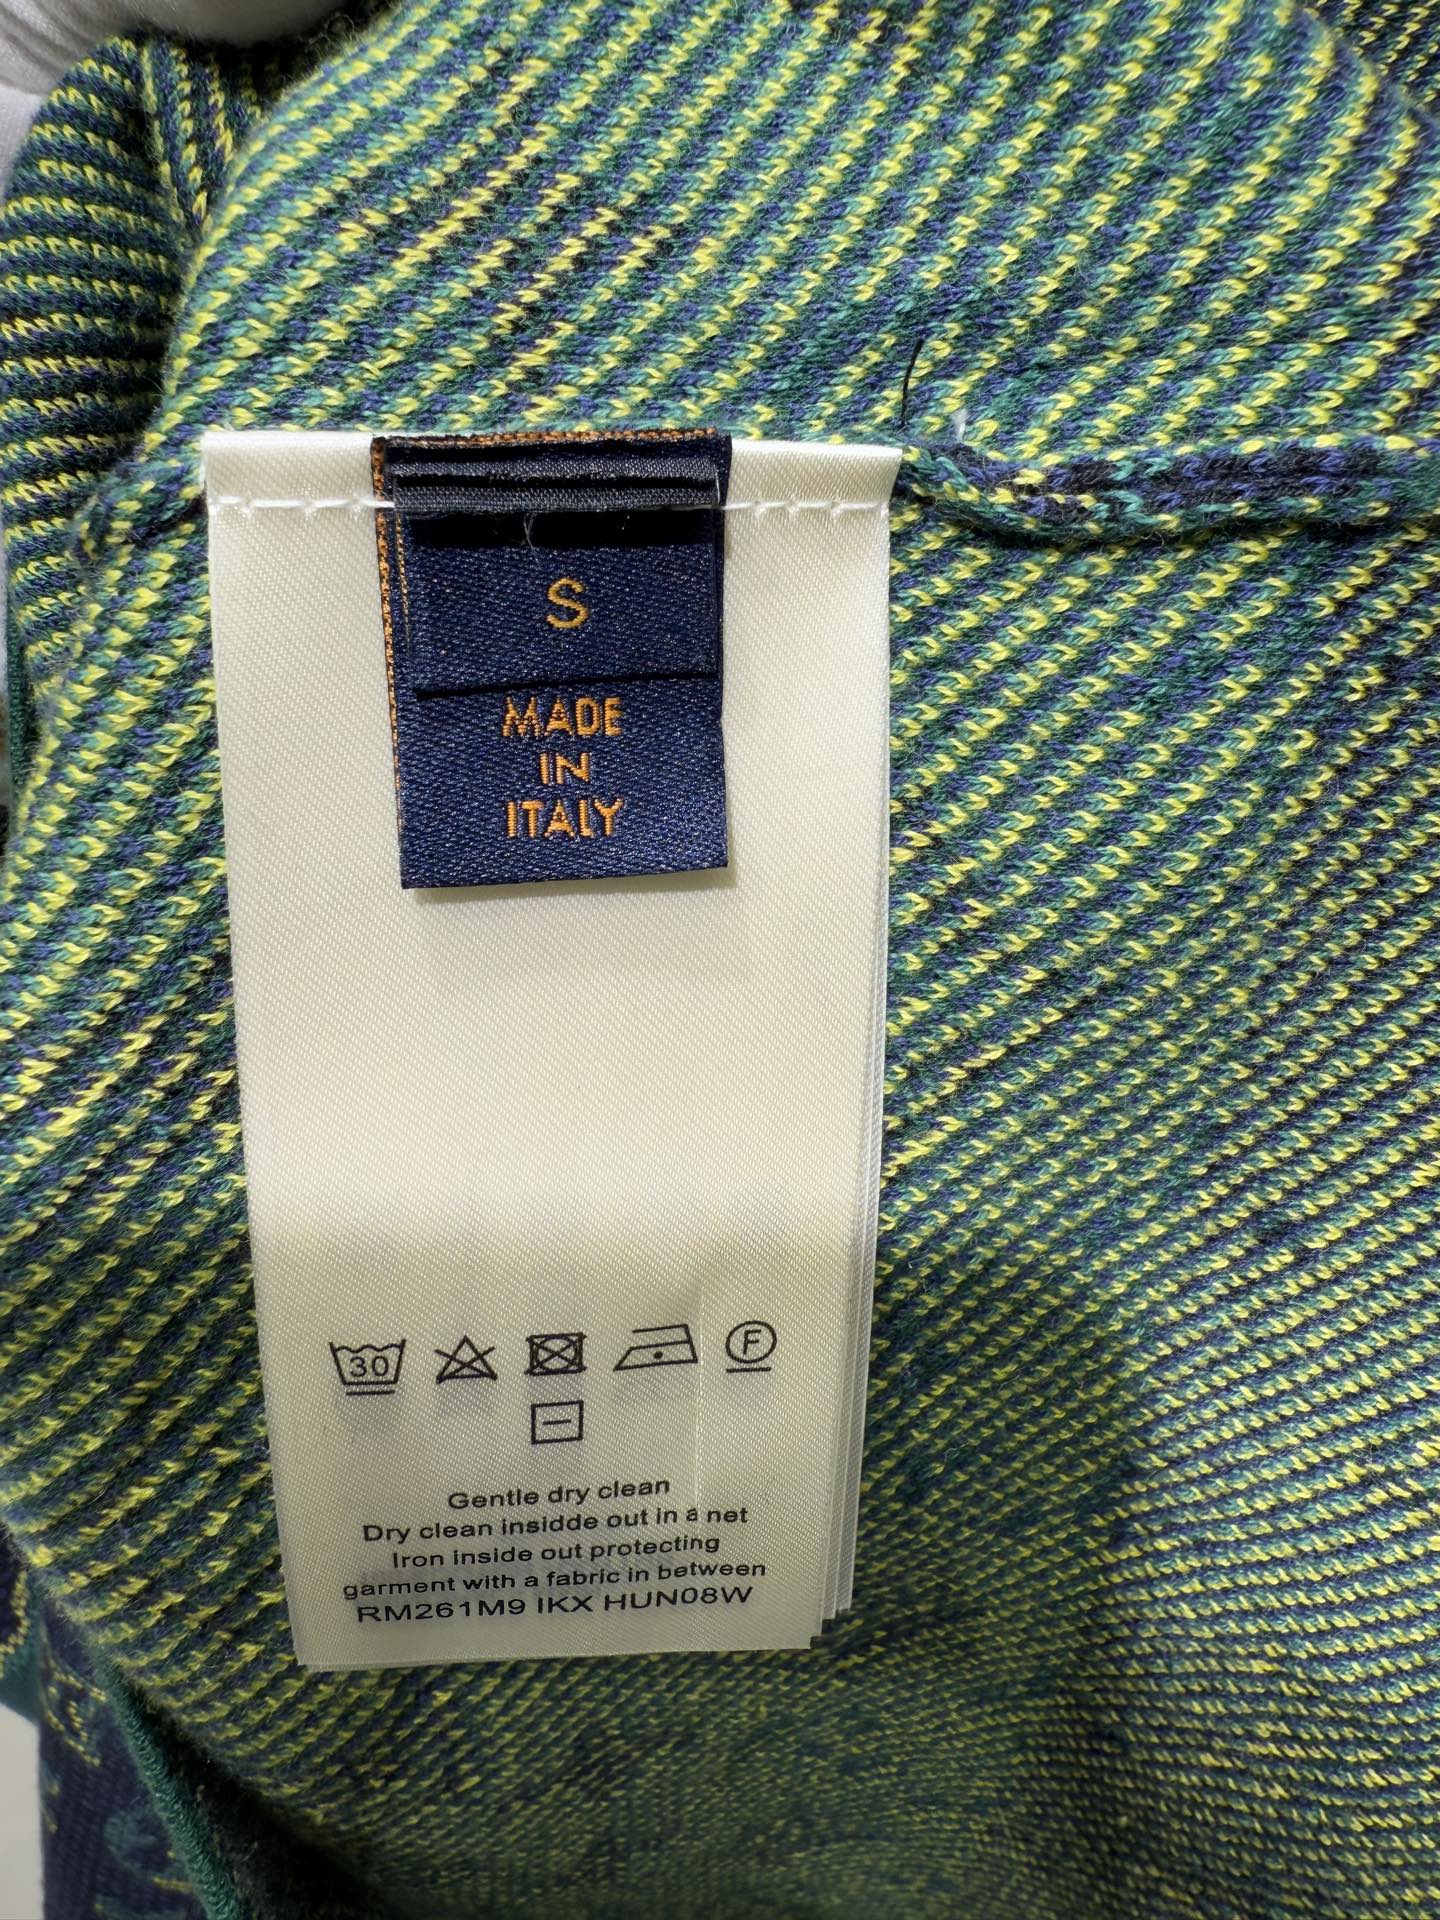 S
MADE
IN
ITALY
30
F
Gentle dry clean
Dry clean insidde out in a net
Iron inside out protecting
garment with a fabric in between
RM261M9 IKX HUN08W